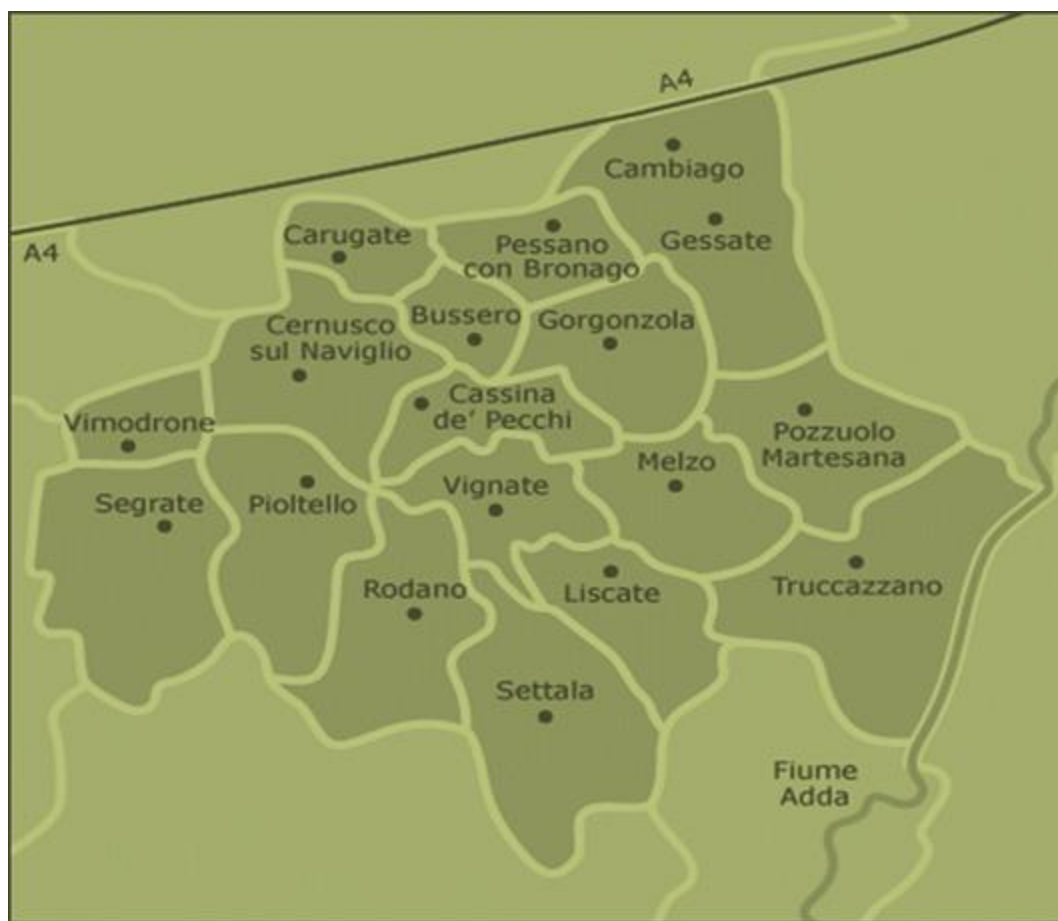 A4
Cambiago
Gessate
Carugate
Pessano
con Bronago
A4
Bussero
Gorgonzola
Cernusco
sul Naviglio
Cassina
de' Pecchi
Vimodrone
Pozzuolo
Martesana
Melzo
Vignate
Segrate
Pioltello
Rodano
Liscate
Truccazzano
Settala
Fiume
Adda